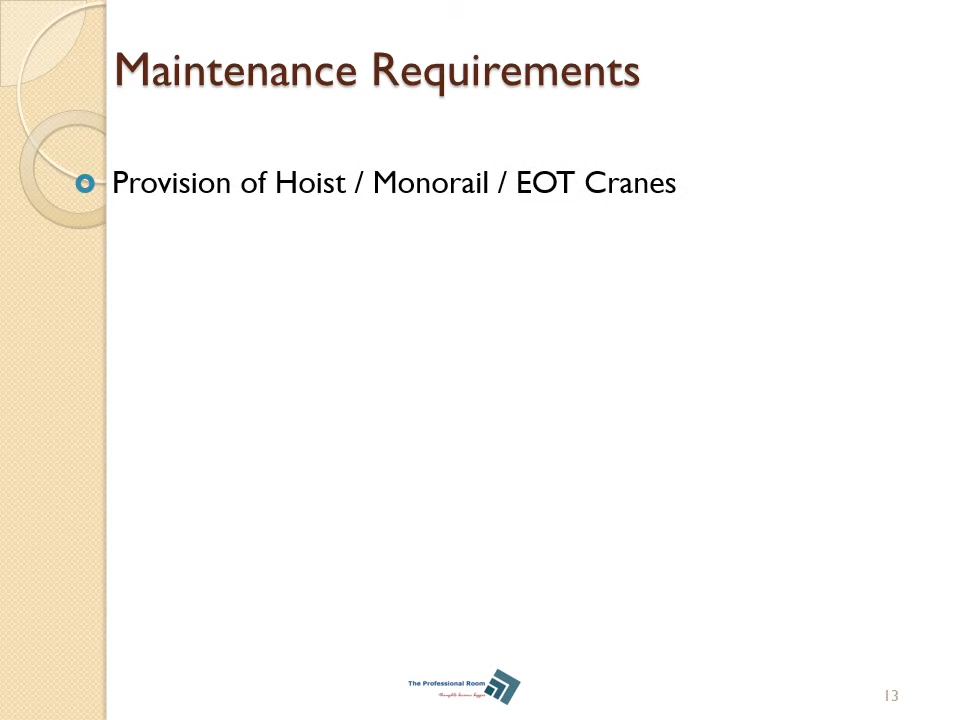 Maintenance Requirements
Provision of Hoist / Monorail / EOT Cranes
The Professional Room
13